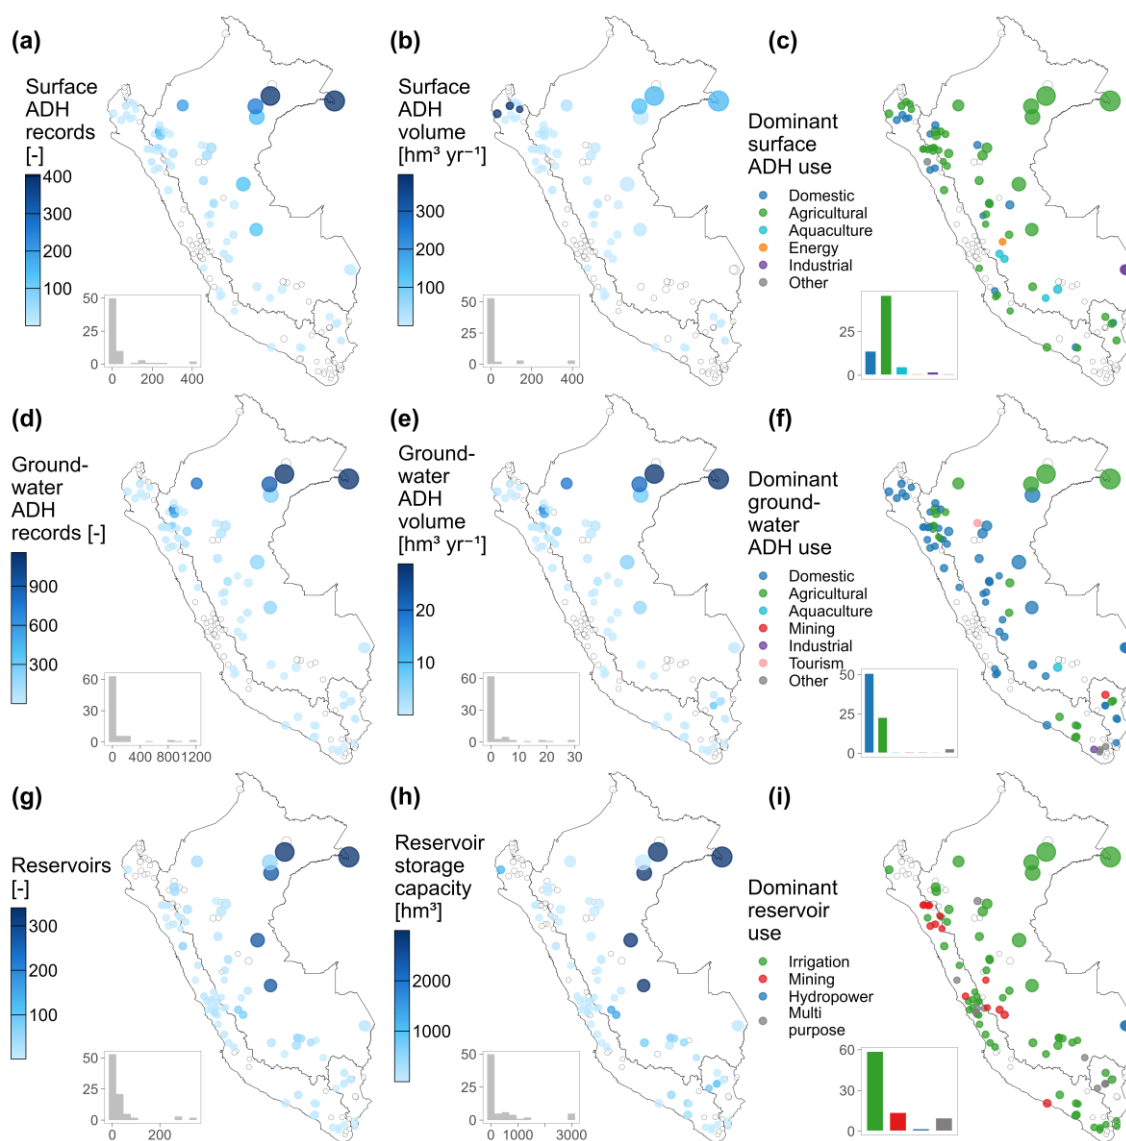 (a)
Surface
ADH
records
[-]
400
300
200
100
50
25
0
0 200 400
(b)
Surface
ADH
volume
[hm³ yr⁻¹]
300
200
100
50
25
0
0 200 400
(c)
Dominant
surface
ADH use
Domestic
Agricultural
Aquaculture
Energy
Industrial
Other
25
0
(d)
Ground-
water
ADH
records [-]
900
600
300
60
30
0
0 400 800 1200
(e)
Ground-
water
ADH
volume
[hm³ yr⁻¹]
20
10
60
30
0
0 10 20 30
(f)
Dominant
ground-
water
ADH use
Domestic
Agricultural
Aquaculture
Mining
Industrial
Tourism
Other
50
25
0
(g)
Reservoirs
[-]
300
200
100
50
25
0
0 200
(h)
Reservoir
storage
capacity
[hm³]
2000
1000
50
25
0
0 1000 3000
(i)
Dominant
reservoir
use
Irrigation
Mining
Hydropower
Multi
purpose
60
30
0